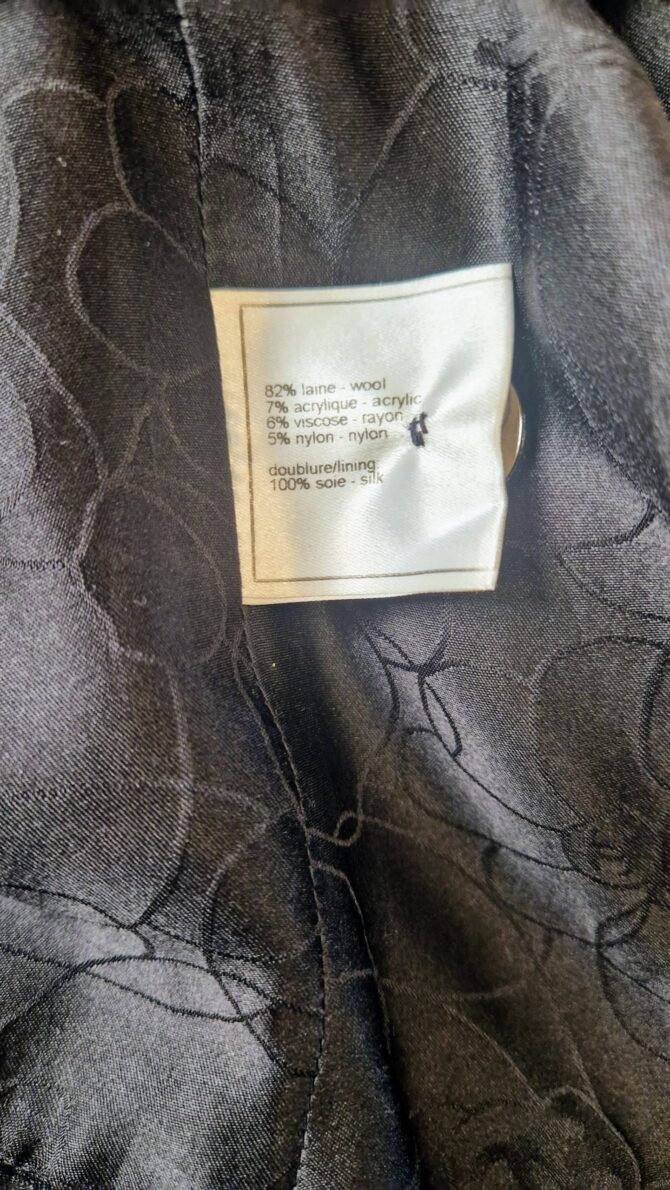 82% laine - wool
7% acrylique - acrylic
6% viscose - rayon
5% nylon - nylon
doublure/lining
100% soie - silk